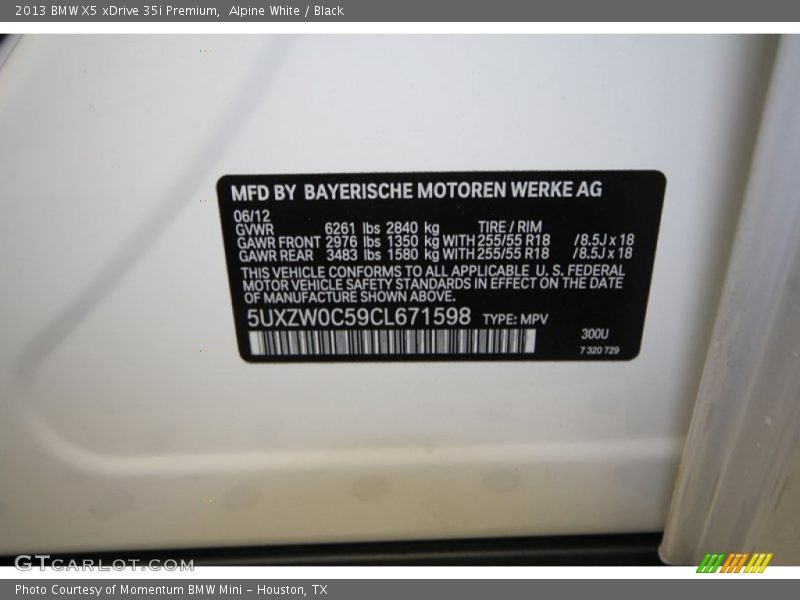 2013 BMW X5 xDrive 35i Premium,  Alpine White / Black
MFD BY BAYERISCHE MOTOREN WERKE AG
06/12
GVWR 6261 lbs 2840 kg TIRE / RIM
GAWR FRONT 2976 lbs 1350 kg WITH 255/55 R18 / 8.5J x 18
GAWR REAR 3483 lbs 1580 kg WITH 255/55 R18 / 8.5J x 18
THIS VEHICLE CONFORMS TO ALL APPLICABLE U. S. FEDERAL
MOTOR VEHICLE SAFETY STANDARDS IN EFFECT ON THE DATE
OF MANUFACTURE SHOWN ABOVE.
5UXZW0C59CL671598 TYPE: MPV
300U
7 320 729
GTCARLOT.COM
Photo Courtesy of Momentum BMW Mini - Houston, TX